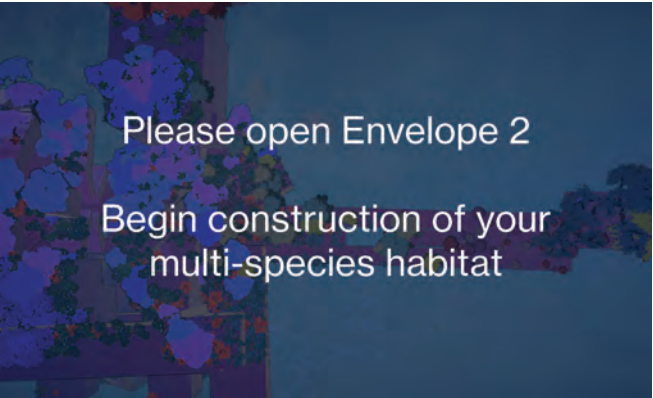 Please open Envelope 2
Begin construction of your
multi-species habitat